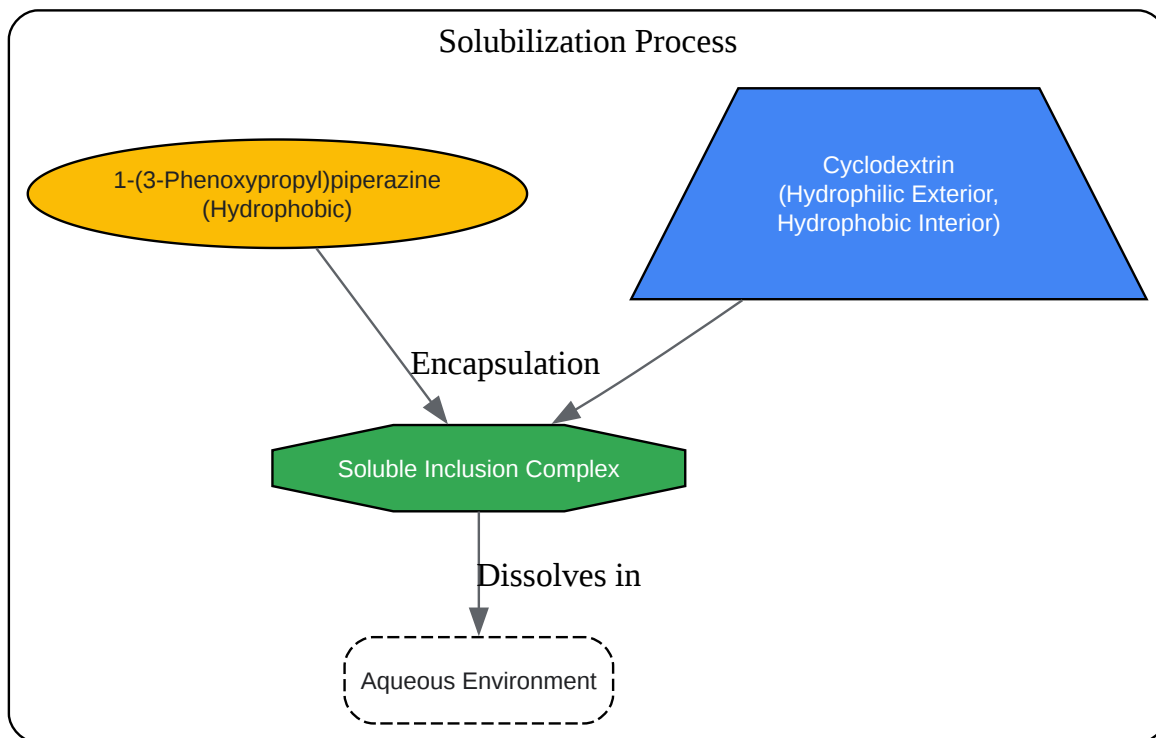 Solubilization Process
1-(3-Phenoxypropyl)piperazine
(Hydrophobic)
Cyclodextrin
(Hydrophilic Exterior,
Hydrophobic Interior)
Encapsulation
Soluble Inclusion Complex
Dissolves in
Aqueous Environment